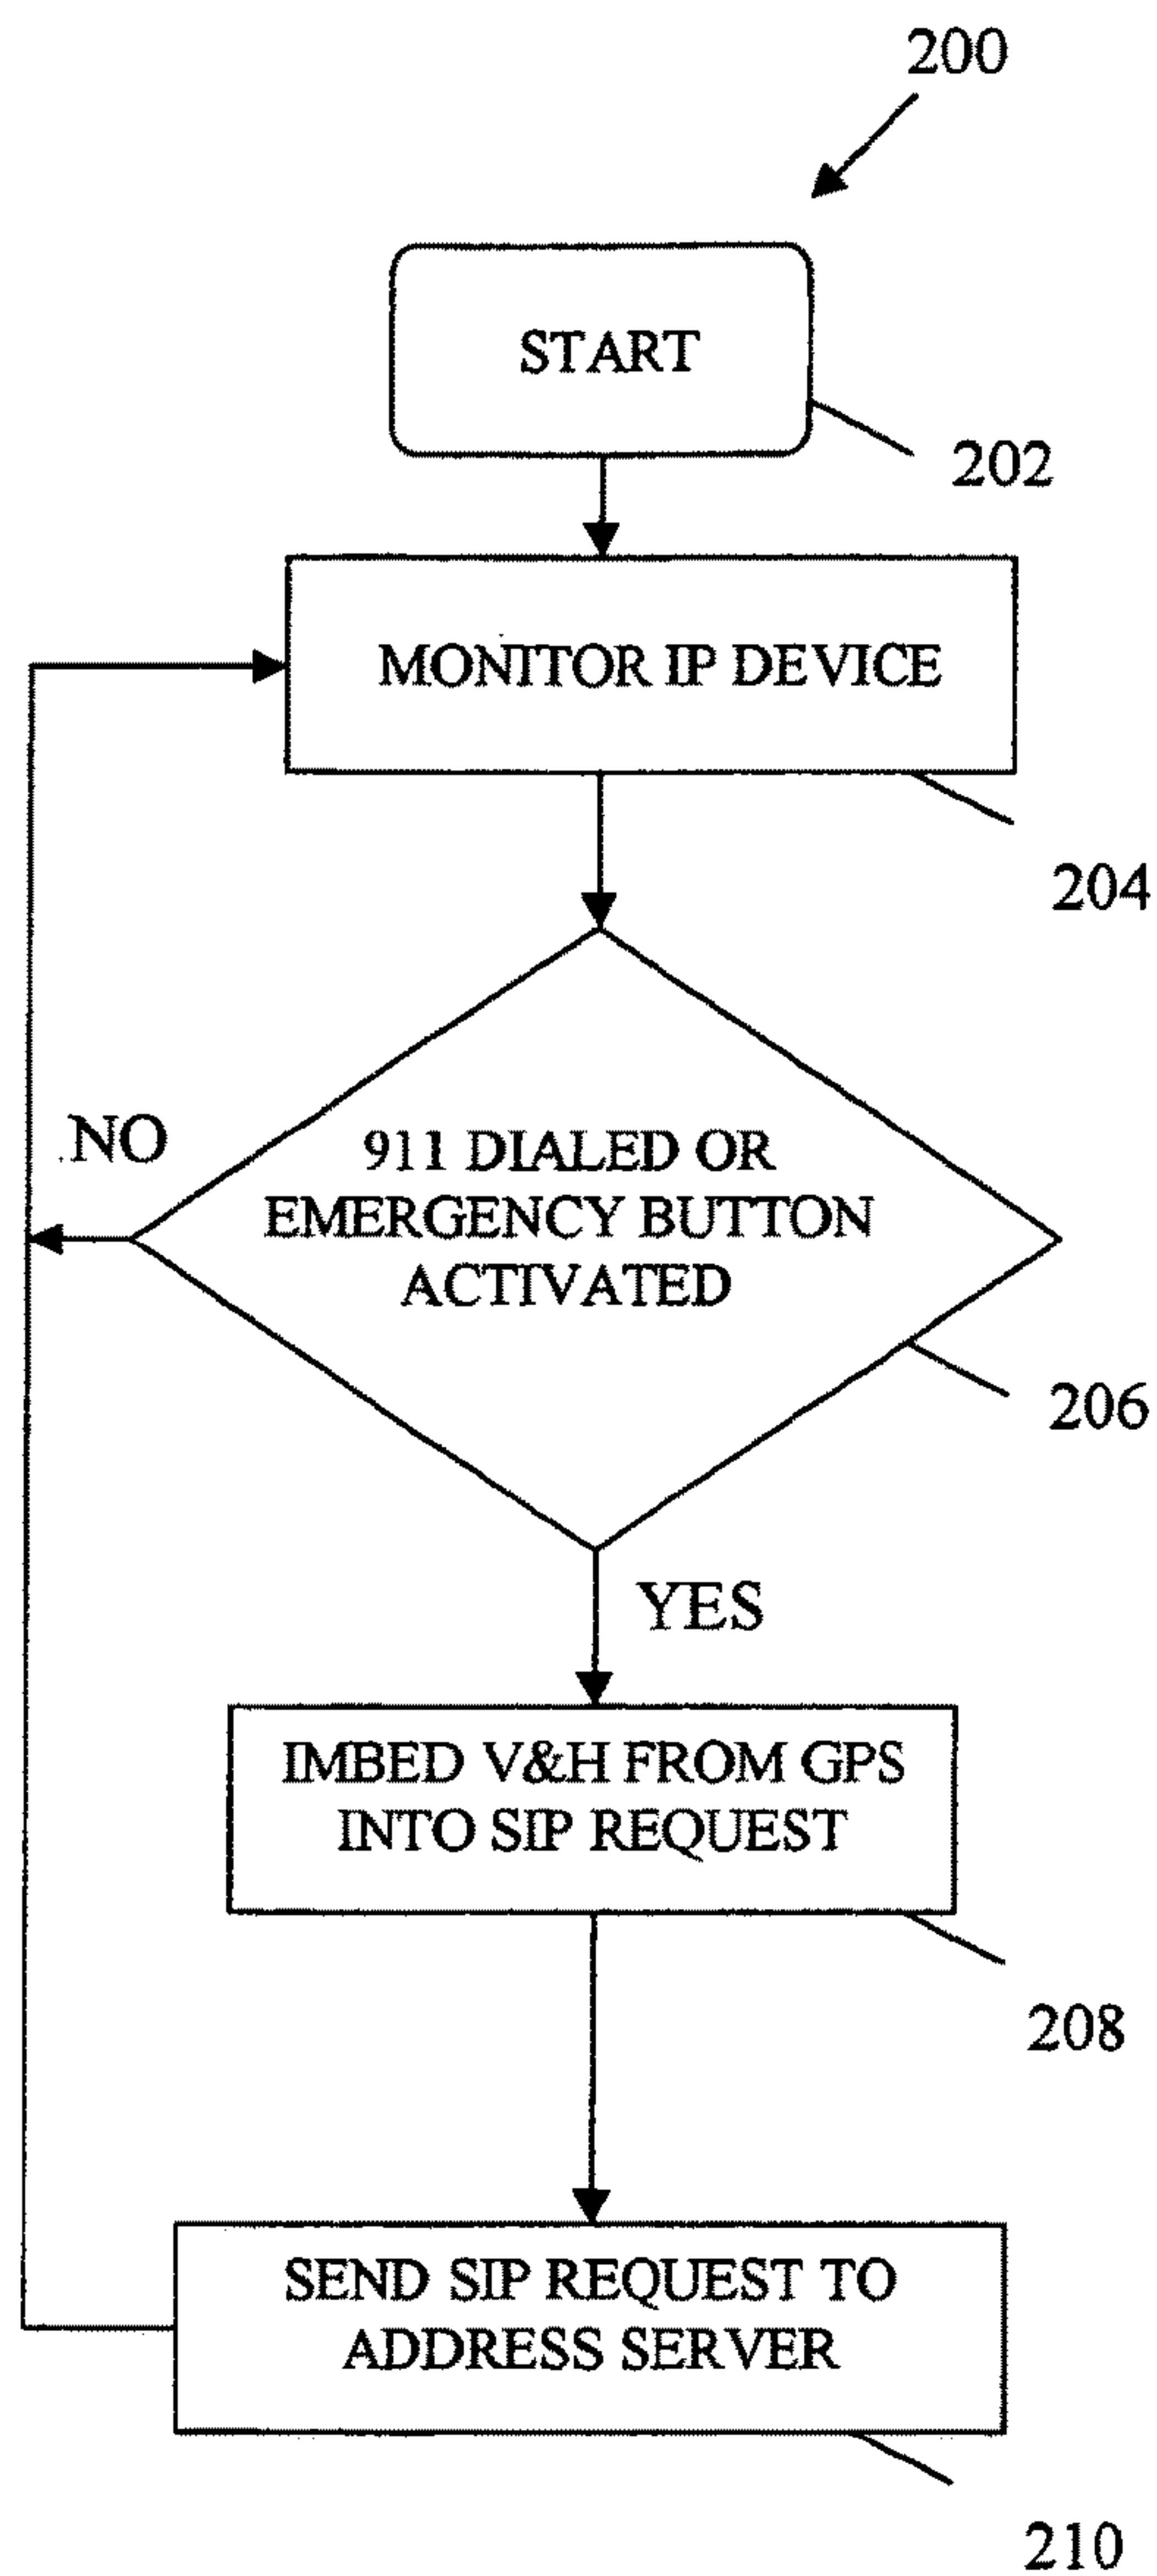 200
START
202
MONITOR IP DEVICE
204
NO
911 DIALED OR
EMERGENCY BUTTON
ACTIVATED
206
YES
IMBED V&H FROM GPS
INTO SIP REQUEST
208
SEND SIP REQUEST TO
ADDRESS SERVER
210